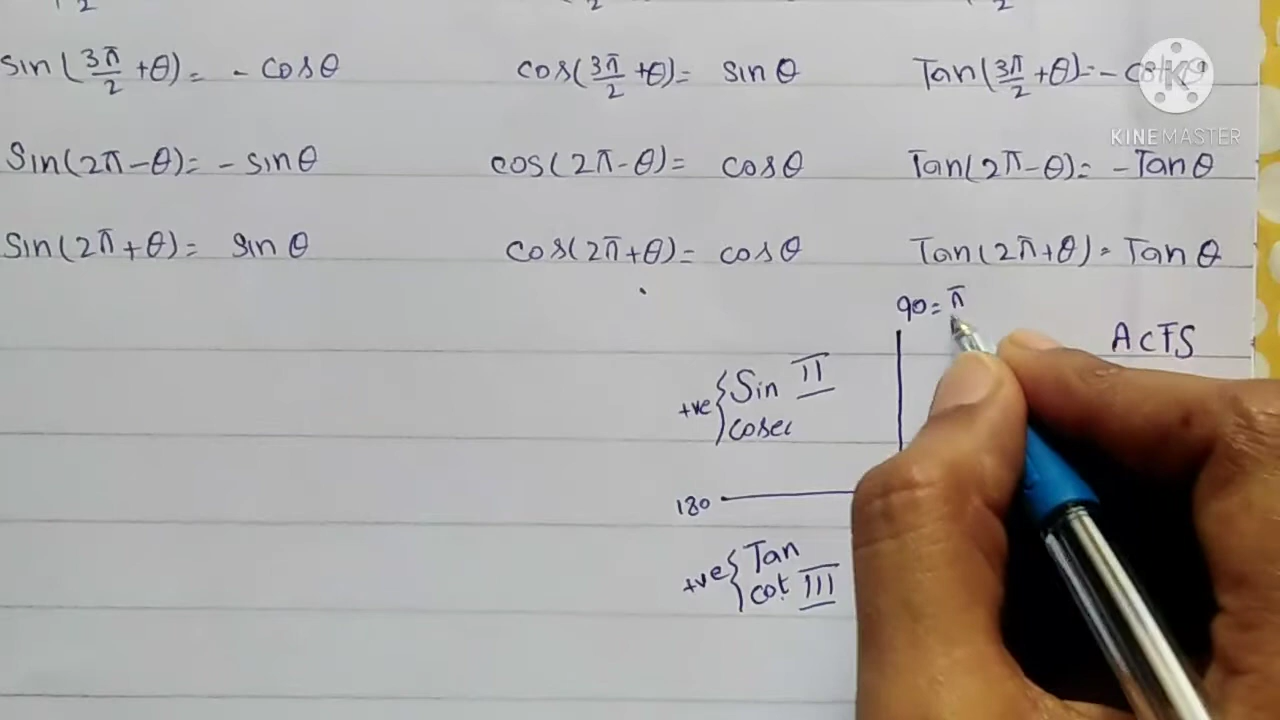 sin(3π/2 +θ) = - cosθ cos(3π/2 +θ) = sinθ Tan(3π/2 +θ) = - cotθ
KINEMASTER
Sin(2π-θ) = - sinθ cos(2π-θ) = cosθ Tan(2π-θ) = - Tanθ
Sin(2π+θ) = sinθ cos(2π+θ) = cosθ Tan(2π+θ) = Tanθ
90 = π
ACTS
+ve { Sin II
cosec
180
+ve { Tan
cot III